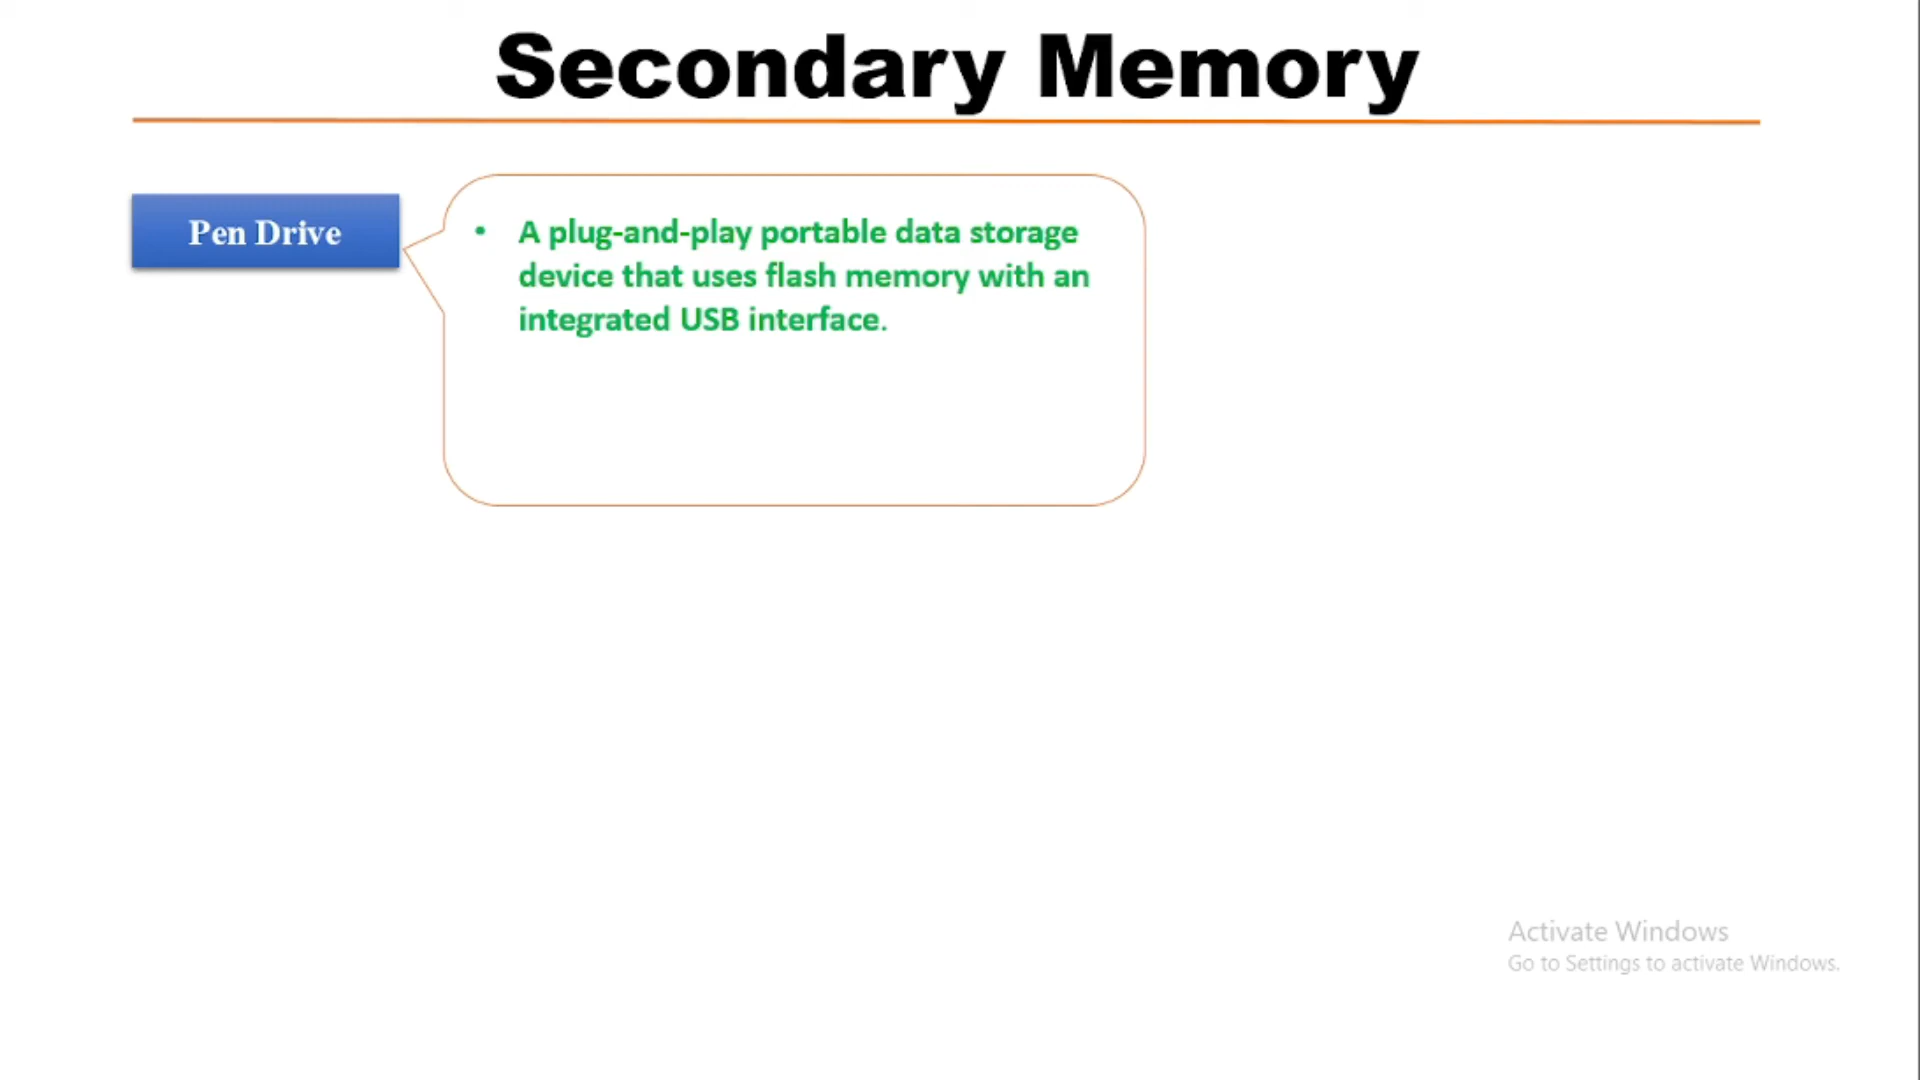 Secondary Memory
Pen Drive
• A plug-and-play portable data storage
device that uses flash memory with an
integrated USB interface.
Activate Windows
Go to Settings to activate Windows.